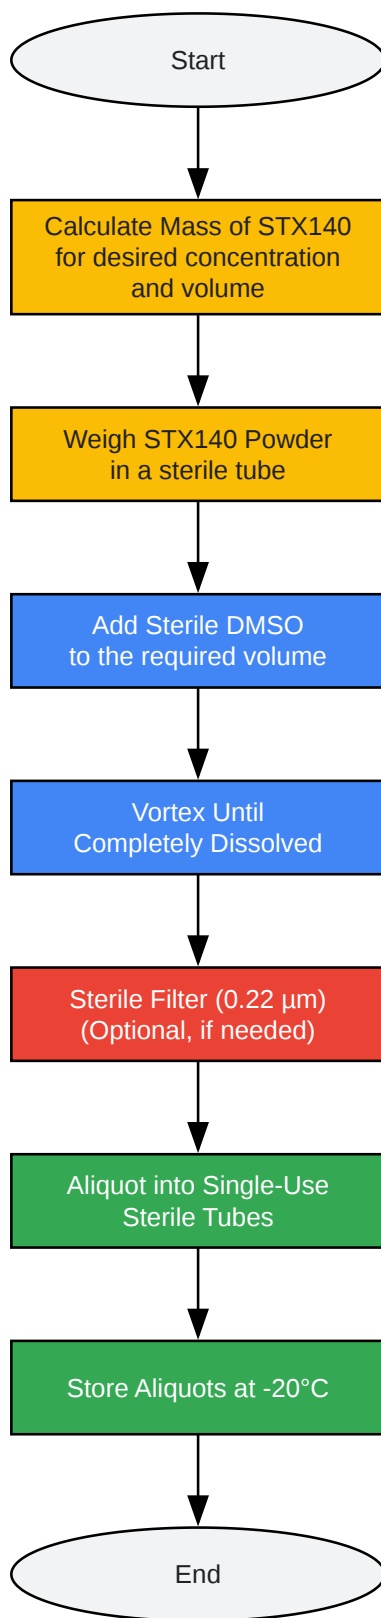 Start
Calculate Mass of STX140
for desired concentration
and volume
Weigh STX140 Powder
in a sterile tube
Add Sterile DMSO
to the required volume
Vortex Until
Completely Dissolved
Sterile Filter (0.22 µm)
(Optional, if needed)
Aliquot into Single-Use
Sterile Tubes
Store Aliquots at -20°C
End